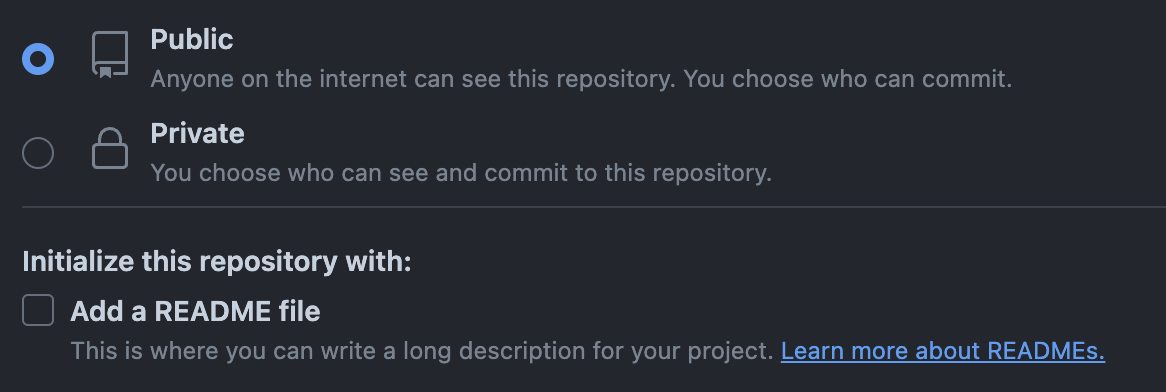 Public
Anyone on the internet can see this repository. You choose who can commit.
Private
You choose who can see and commit to this repository.
Initialize this repository with:
Add a README file
This is where you can write a long description for your project. Learn more about READMEs.